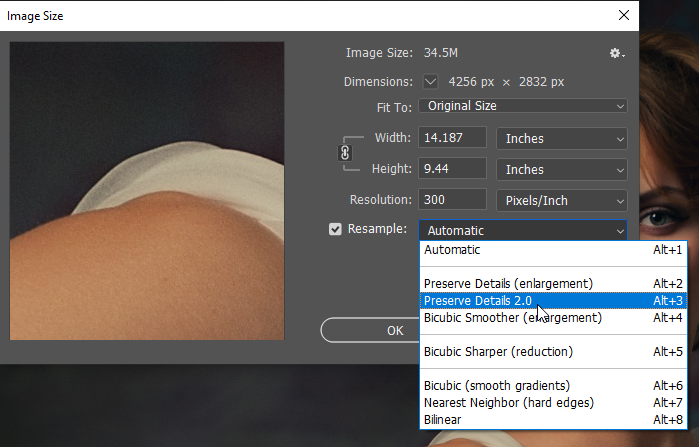 Image Size
Image Size: 34.5M
Dimensions: 4256 px × 2832 px
Fit To: Original Size
Width: 14.187 Inches
Height: 9.44 Inches
Resolution: 300 Pixels/Inch
Resample: Automatic
Automatic Alt+1
Preserve Details (enlargement) Alt+2
Preserve Details 2.0 Alt+3
Bicubic Smoother (enlargement) Alt+4
OK
Bicubic Sharper (reduction) Alt+5
Bicubic (smooth gradients) Alt+6
Nearest Neighbor (hard edges) Alt+7
Bilinear Alt+8